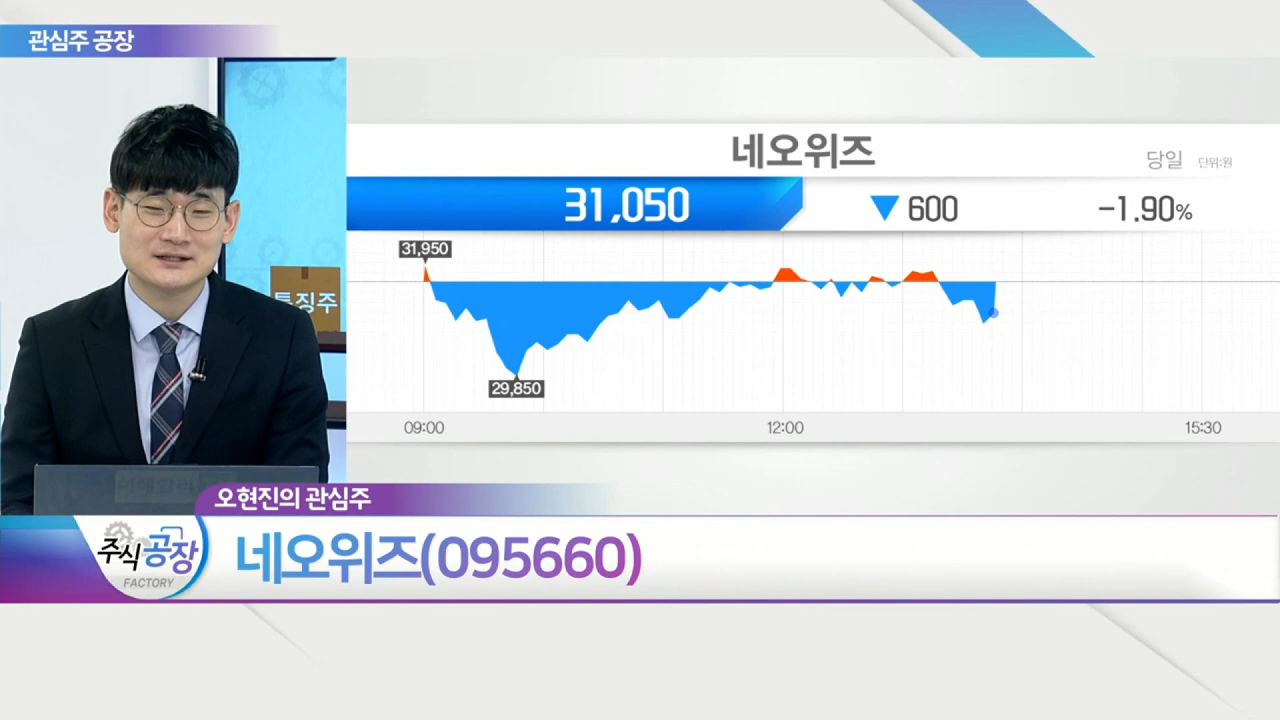 관심주 공장
네오위즈
당일 단위:원
31,050 ▼ 600 -1.90%
31,950
29,850
09:00 12:00 15:30
특징주
오현진의 관심주
주식공장
FACTORY
네오위즈(095660)